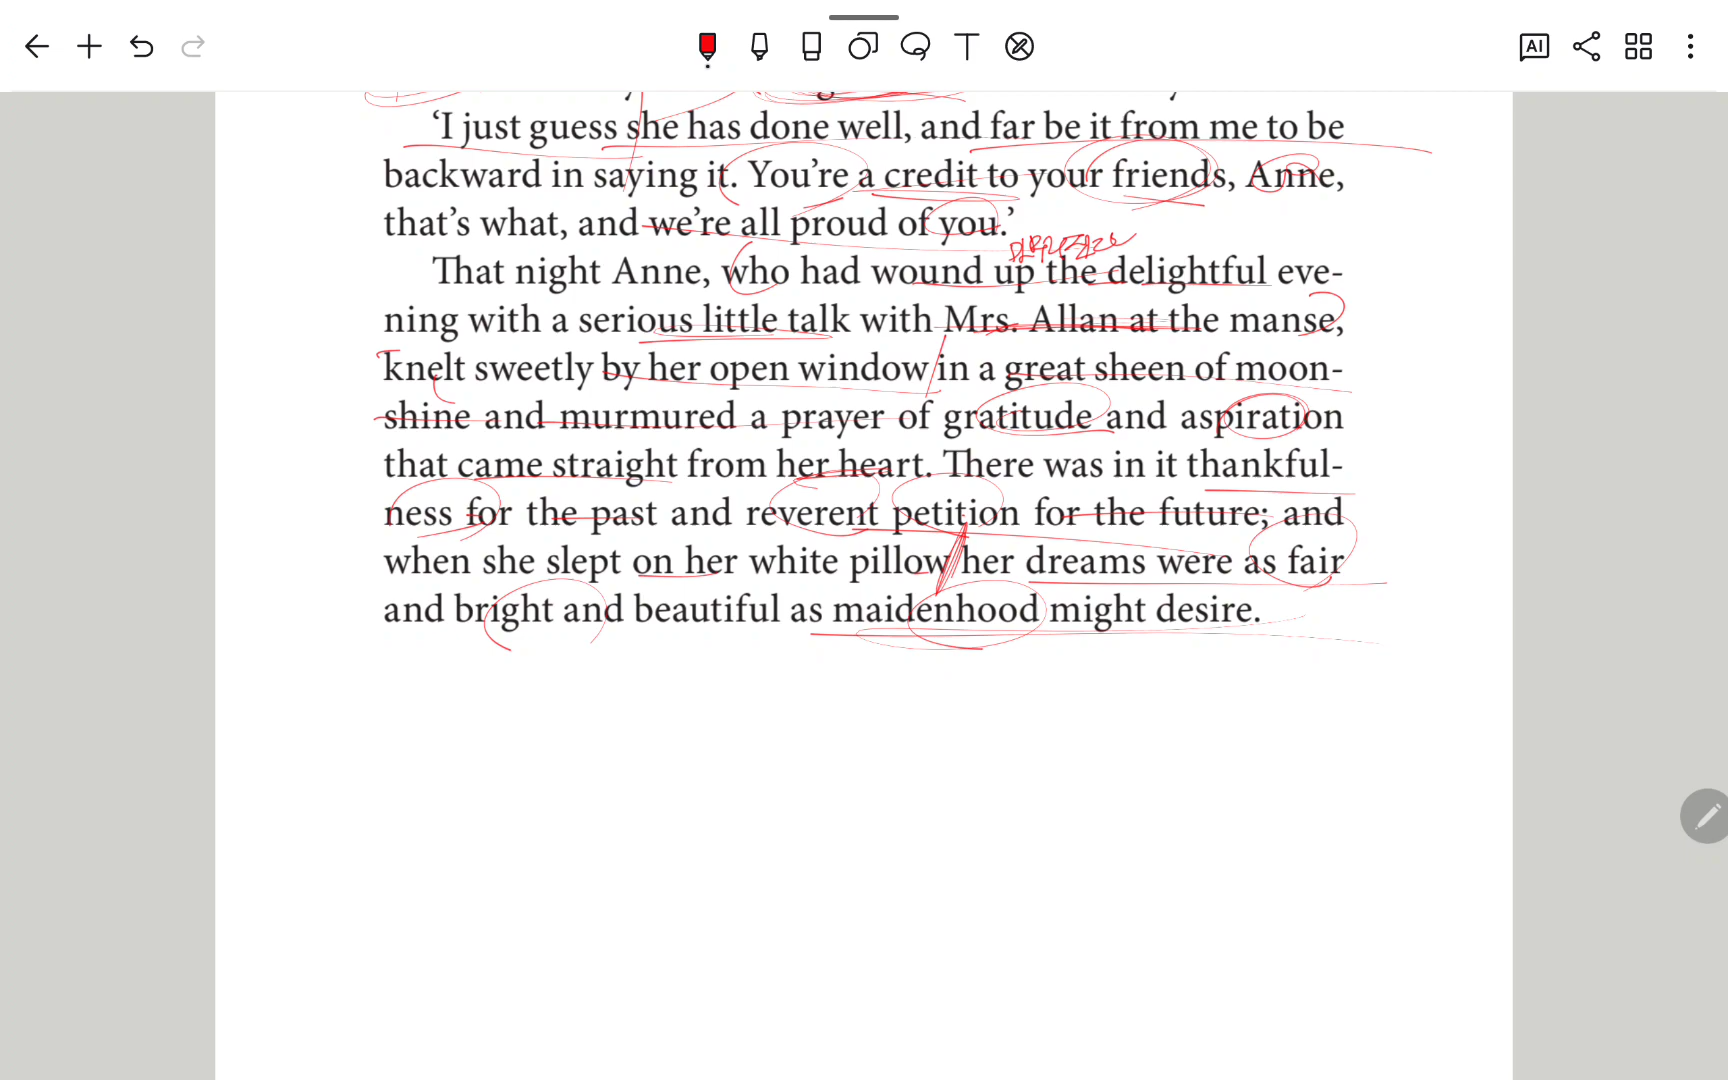 AI
‘I just guess she has done well, and far be it from me to be
backward in saying it. You’re a credit to your friends, Anne,
that’s what, and we’re all proud of you.’
That night Anne, who had wound up the delightful eve-
ning with a serious little talk with Mrs. Allan at the manse,
knelt sweetly by her open window in a great sheen of moon-
shine and murmured a prayer of gratitude and aspiration
that came straight from her heart. There was in it thankful-
ness for the past and reverent petition for the future; and
when she slept on her white pillow her dreams were as fair
and bright and beautiful as maidenhood might desire.